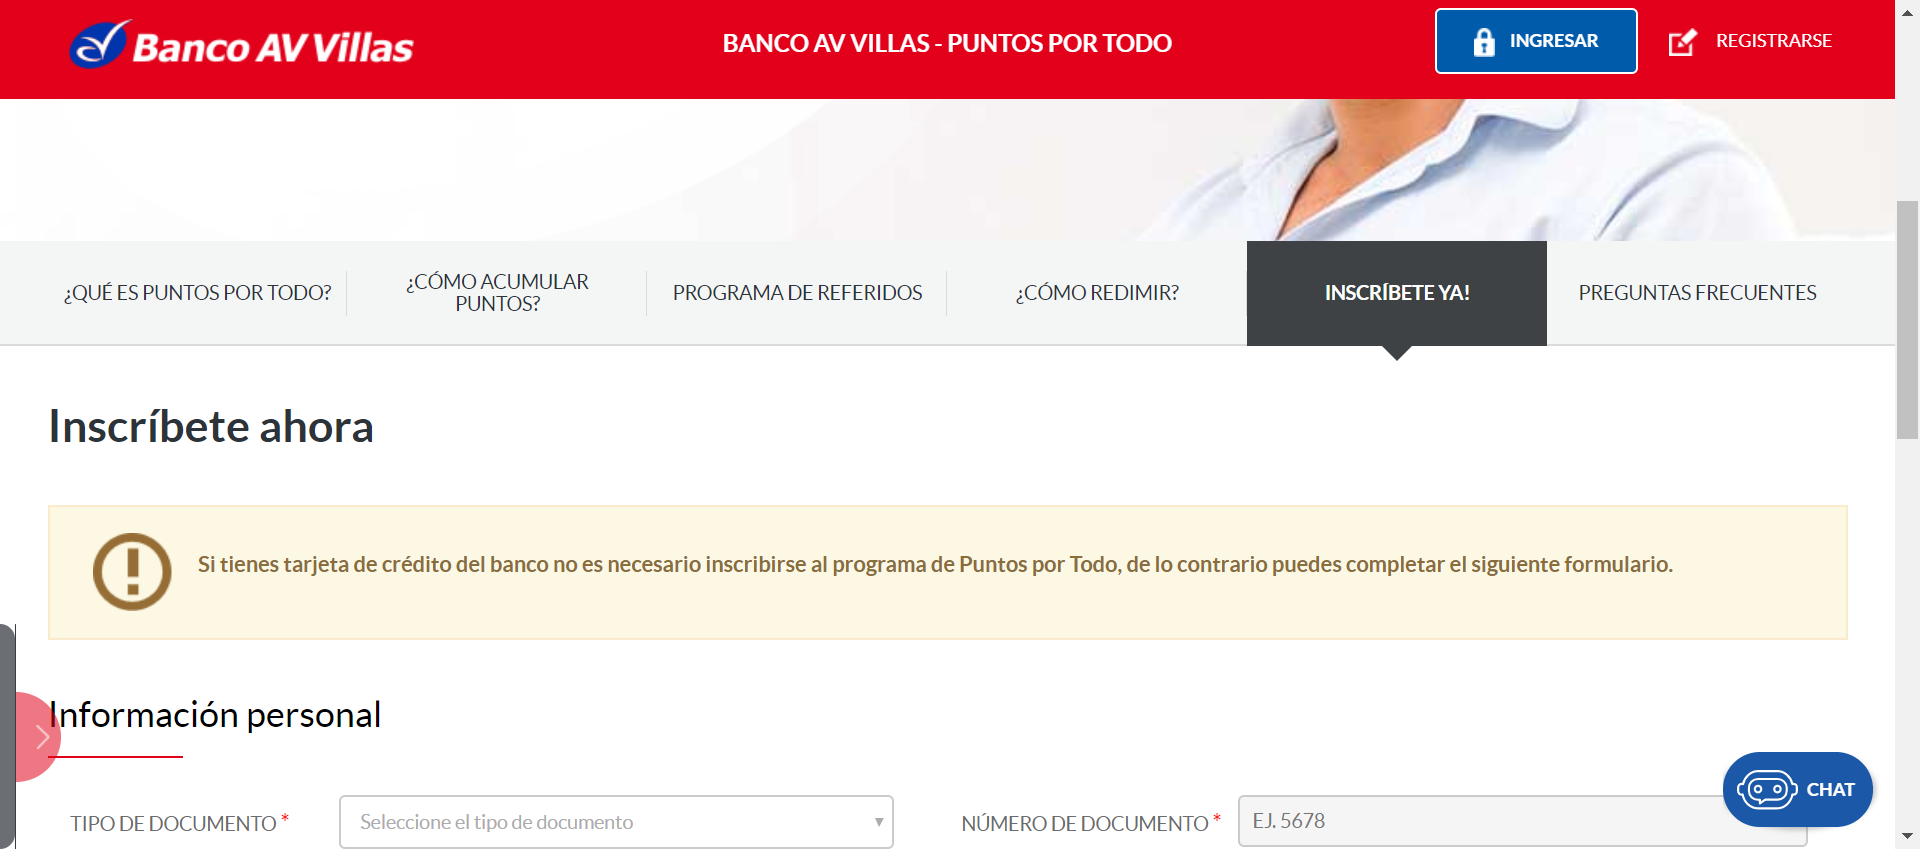 Banco AV Villas
BANCO AV VILLAS - PUNTOS POR TODO
INGRESAR
REGISTRARSE
¿QUÉ ES PUNTOS POR TODO?
¿CÓMO ACUMULAR
PUNTOS?
PROGRAMA DE REFERIDOS
¿CÓMO REDIMIR?
INSCRÍBETE YA!
PREGUNTAS FRECUENTES
Inscríbete ahora
Si tienes tarjeta de crédito del banco no es necesario inscribirse al programa de Puntos por Todo, de lo contrario puedes completar el siguiente formulario.
Información personal
TIPO DE DOCUMENTO *
Seleccione el tipo de documento
NÚMERO DE DOCUMENTO *
EJ. 5678
CHAT